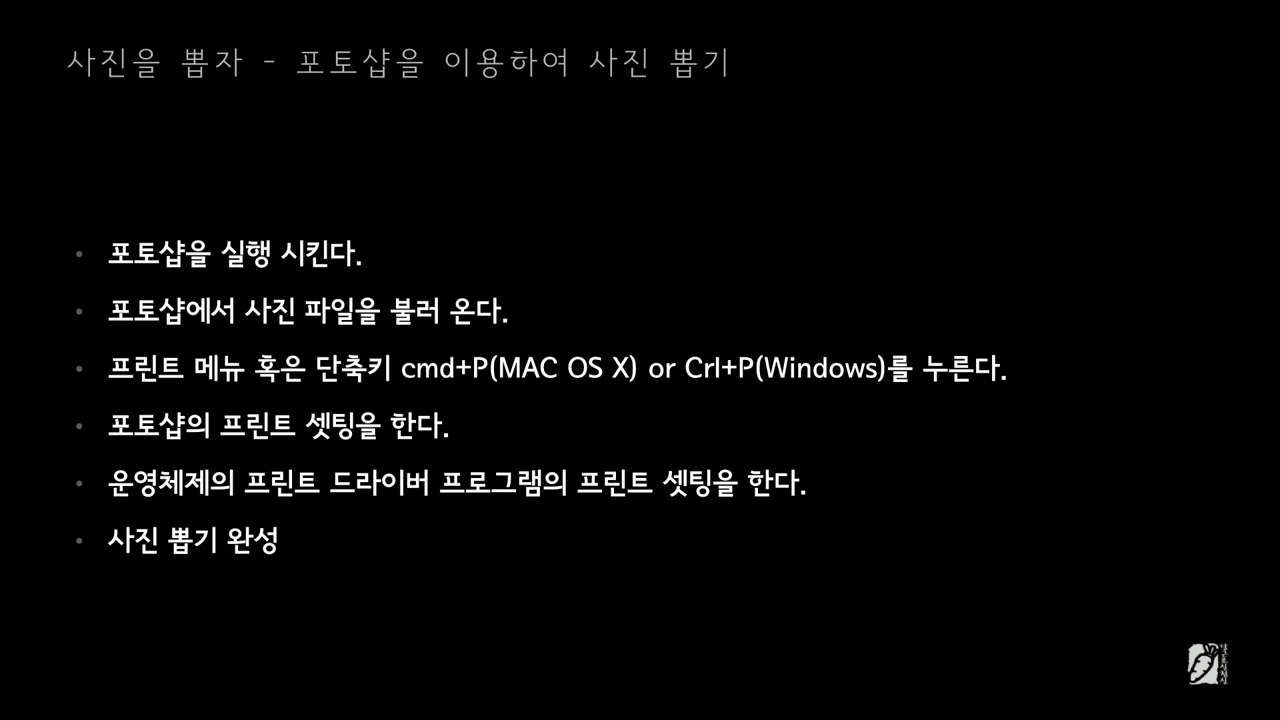 사진을 뽑자 - 포토샵을 이용하여 사진 뽑기
• 포토샵을 실행 시킨다.
• 포토샵에서 사진 파일을 불러 온다.
• 프린트 메뉴 혹은 단축키 cmd+P(MAC OS X) or Crl+P(Windows)를 누른다.
• 포토샵의 프린트 셋팅을 한다.
• 운영체제의 프린트 드라이버 프로그램의 프린트 셋팅을 한다.
• 사진 뽑기 완성